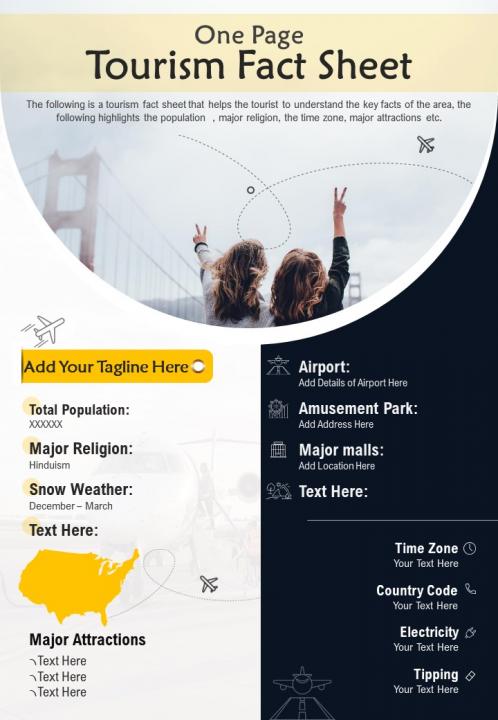 One Page
Tourism Fact Sheet
The following is a tourism fact sheet that helps the tourist to understand the key facts of the area, the
following highlights the population , major religion, the time zone, major attractions etc.
Add Your Tagline Here
Total Population:
XXXXXX
Major Religion:
Hinduism
Snow Weather:
December – March
Text Here:
Major Attractions
Text Here
Text Here
Text Here
Airport:
Add Details of Airport Here
Amusement Park:
Add Address Here
Major malls:
Add Location Here
Text Here:
Time Zone
Your Text Here
Country Code
Your Text Here
Electricity
Your Text Here
Tipping
Your Text Here